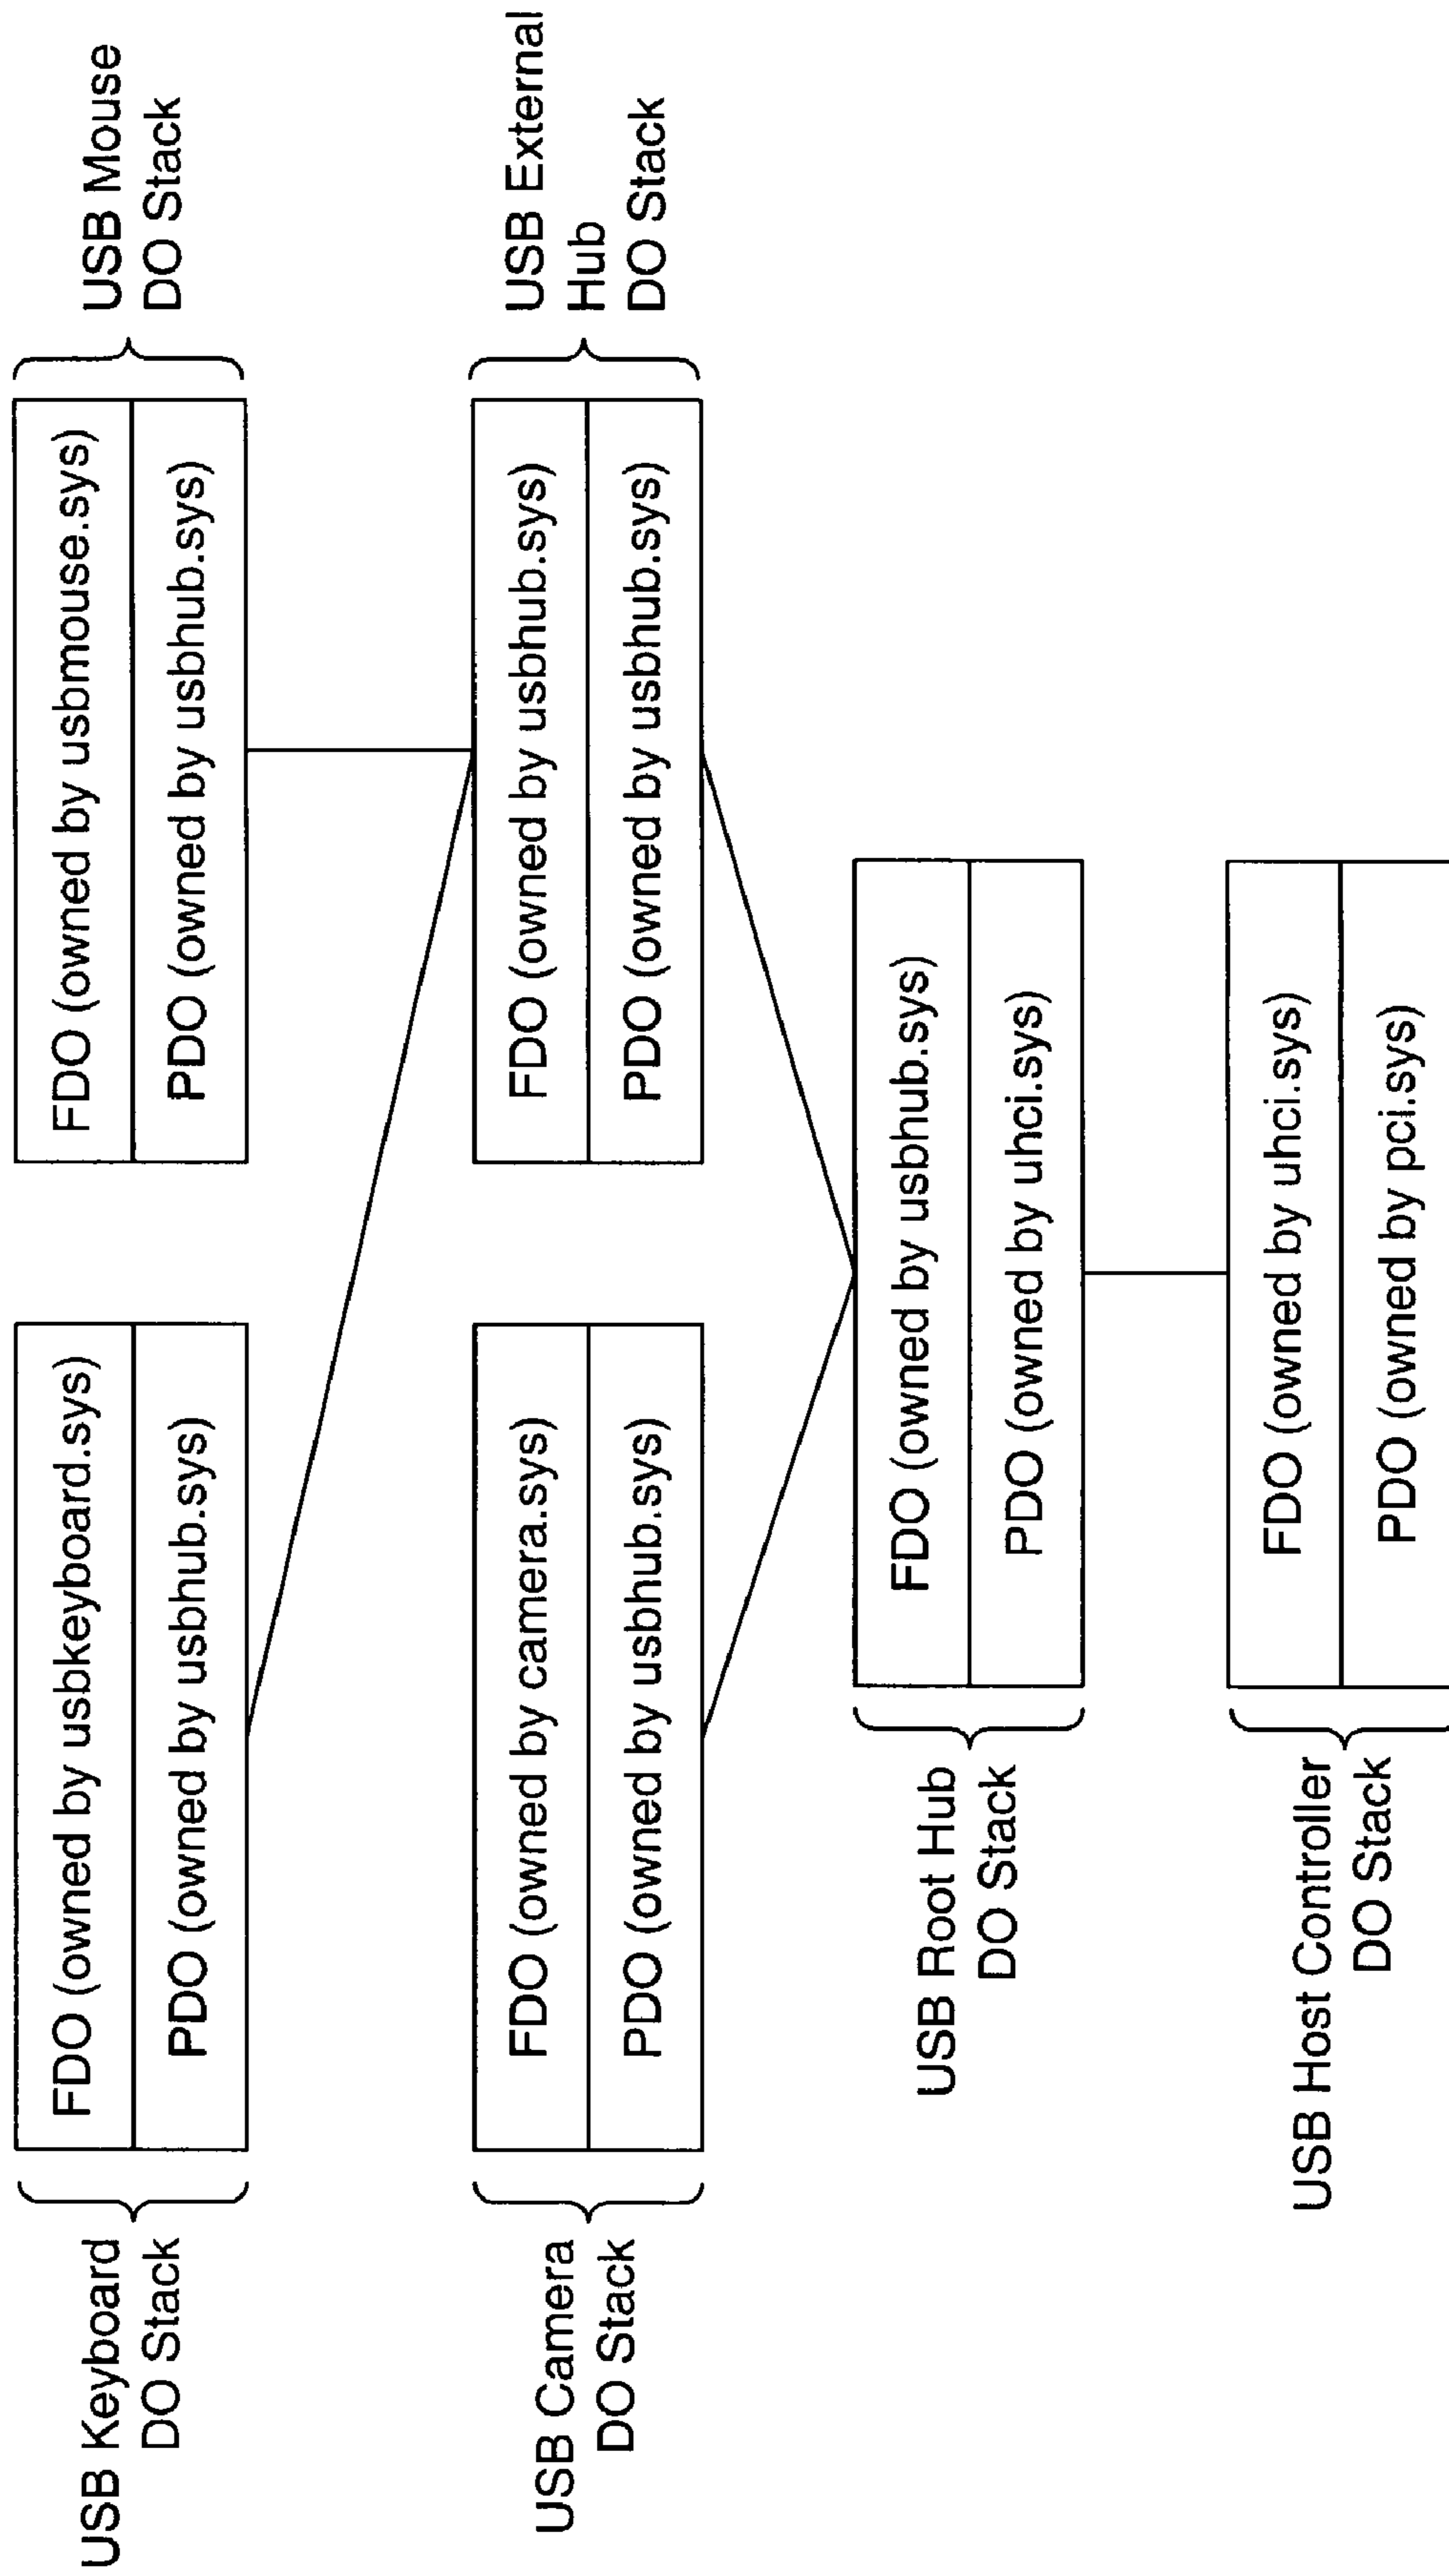 USB Keyboard
DO Stack
FDO (owned by usbkeyboard.sys)
PDO (owned by usbhub.sys)
FDO (owned by usbmouse.sys)
PDO (owned by usbhub.sys)
USB Mouse
DO Stack
USB Camera
DO Stack
FDO (owned by camera.sys)
PDO (owned by usbhub.sys)
FDO (owned by usbhub.sys)
PDO (owned by usbhub.sys)
USB External
Hub
DO Stack
USB Root Hub
DO Stack
FDO (owned by usbhub.sys)
PDO (owned by uhci.sys)
USB Host Controller
DO Stack
FDO (owned by uhci.sys)
PDO (owned by pci.sys)